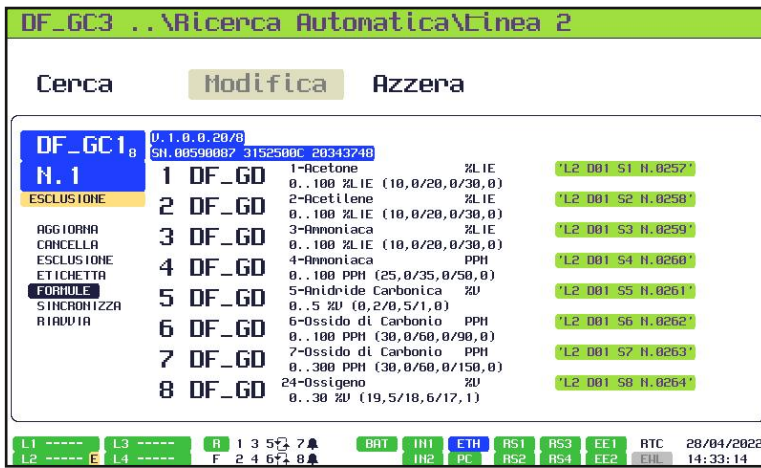 DF_GC3 ..\Ricerca Automatica\Linea 2
Cerca Modifica Azzera
DF_GC1 8 V.1.0.0.20/8
SN.00590087 3152500C 20343748
N.1
ESCLUSIONE
AGGIORNA
CANCELLA
ESCLUSIONE
ETICHETTA
FORMULE
SINCRONIZZA
RIAVVIA
1 DF_GD 1-Acetone %LIE 'L2 D01 S1 N.0257'
0..100 %LIE (10,0/20,0/30,0)
2 DF_GD 2-Acetilene %LIE 'L2 D01 S2 N.0258'
0..100 %LIE (10,0/20,0/30,0)
3 DF_GD 3-Ammoniaca %LIE 'L2 D01 S3 N.0259'
0..100 %LIE (10,0/20,0/30,0)
4 DF_GD 4-Ammoniaca PPM 'L2 D01 S4 N.0260'
0..100 PPM (25,0/35,0/50,0)
5 DF_GD 5-Anidride Carbonica %V 'L2 D01 S5 N.0261'
0..5 %V (0,2/0,5/1,0)
6 DF_GD 6-Ossido di Carbonio PPM 'L2 D01 S6 N.0262'
0..100 PPM (30,0/60,0/90,0)
7 DF_GD 7-Ossido di Carbonio PPM 'L2 D01 S7 N.0263'
0..300 PPM (30,0/60,0/150,0)
8 DF_GD 24-Ossigeno %V 'L2 D01 S8 N.0264'
0..30 %V (19,5/18,6/17,1)
L1 ----- L3 ----- R 1 3 5 7 BAT IN1 ETH RS1 RS3 EE1 RTC 28/04/2022
L2 ----- E L4 ----- F 2 4 6 8 IN2 PC RS2 RS4 EE2 EWL 14:33:14